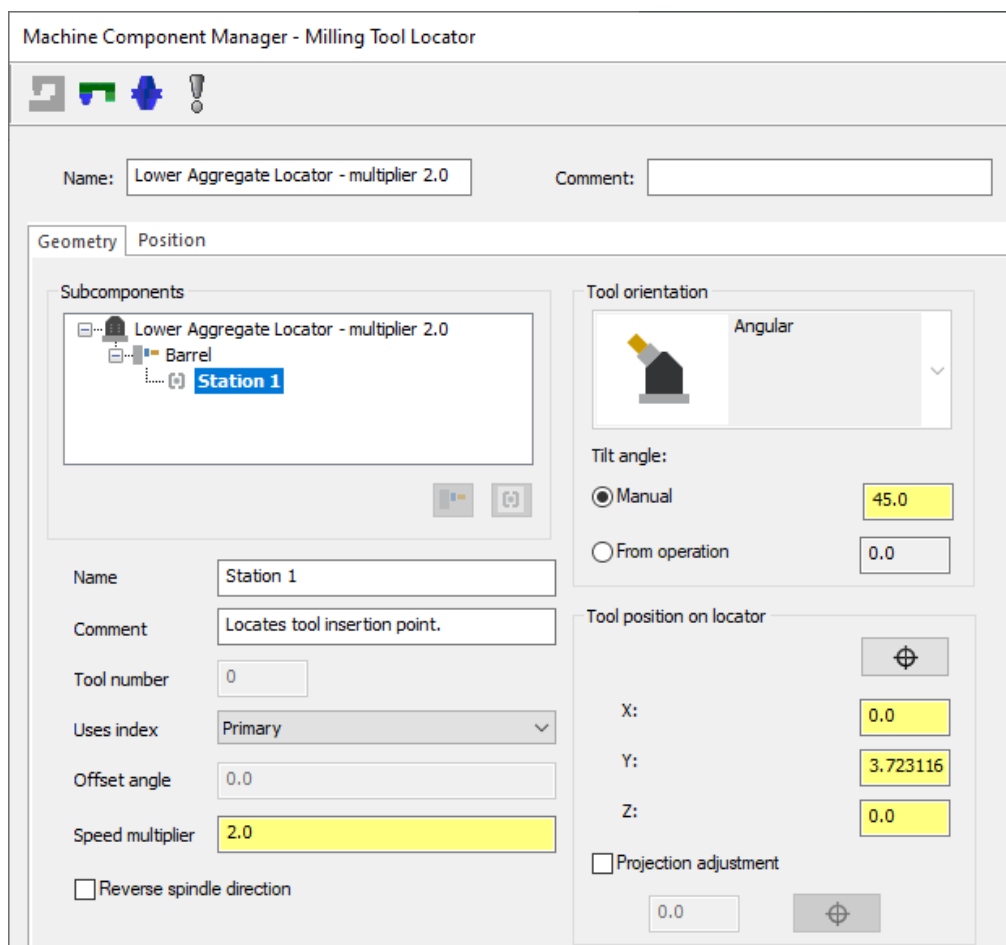 Machine Component Manager - Milling Tool Locator
Name: Lower Aggregate Locator - multiplier 2.0 Comment:
Geometry Position
Subcomponents
Lower Aggregate Locator - multiplier 2.0
Barrel
Station 1
Name Station 1
Comment Locates tool insertion point.
Tool number 0
Uses index Primary
Offset angle 0.0
Speed multiplier 2.0
Reverse spindle direction
Tool orientation
Angular
Tilt angle:
Manual 45.0
From operation 0.0
Tool position on locator
X: 0.0
Y: 3.723116
Z: 0.0
Projection adjustment
0.0